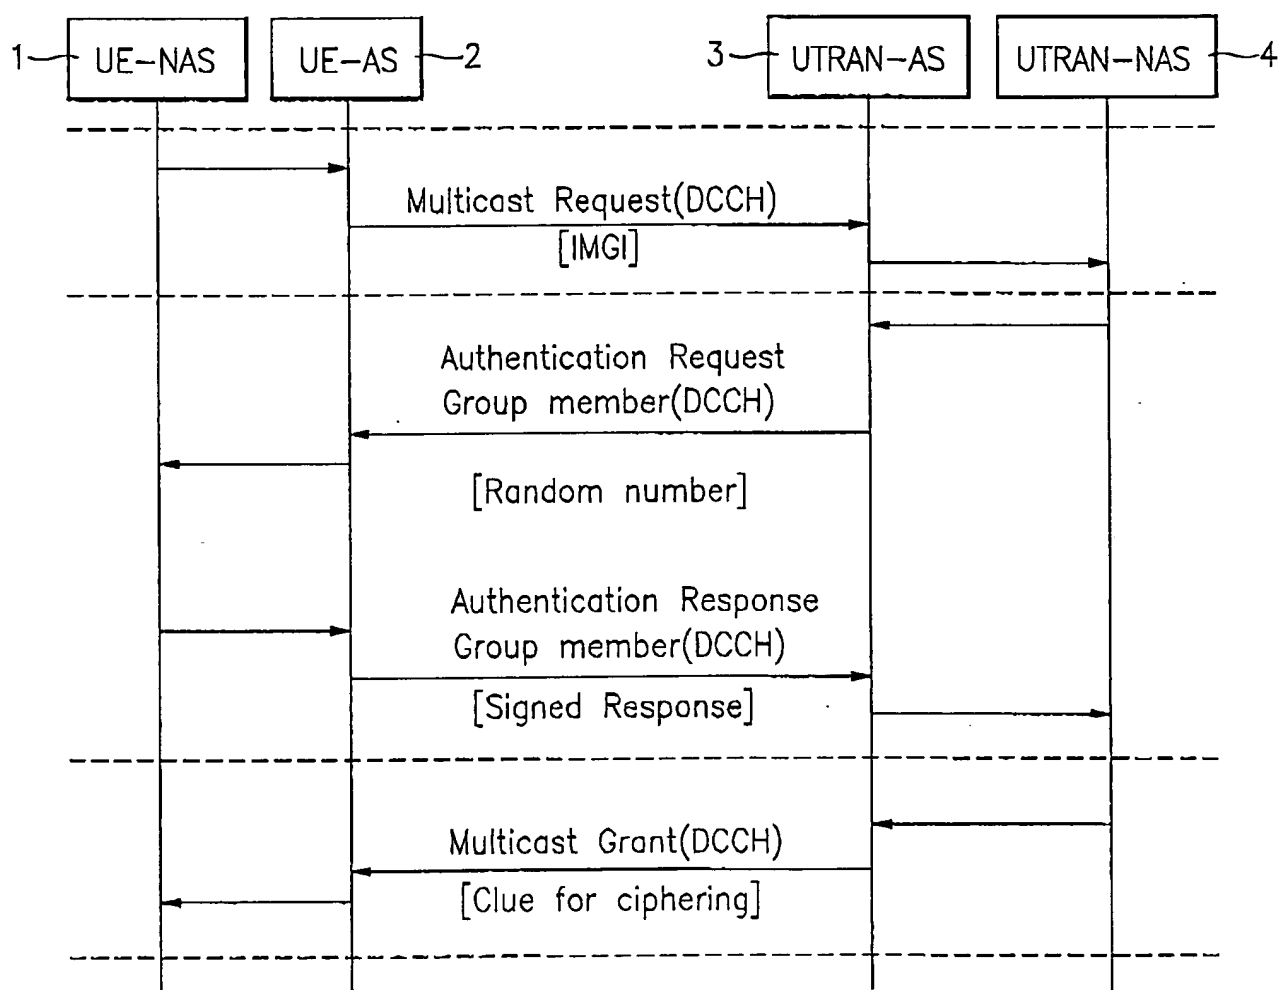 1 UE-NAS UE-AS 2 3 UTRAN-AS UTRAN-NAS 4
Multicast Request(DCCH)
[IMGI]
Authentication Request
Group member(DCCH)
[Random number]
Authentication Response
Group member(DCCH)
[Signed Response]
Multicast Grant(DCCH)
[Clue for ciphering]